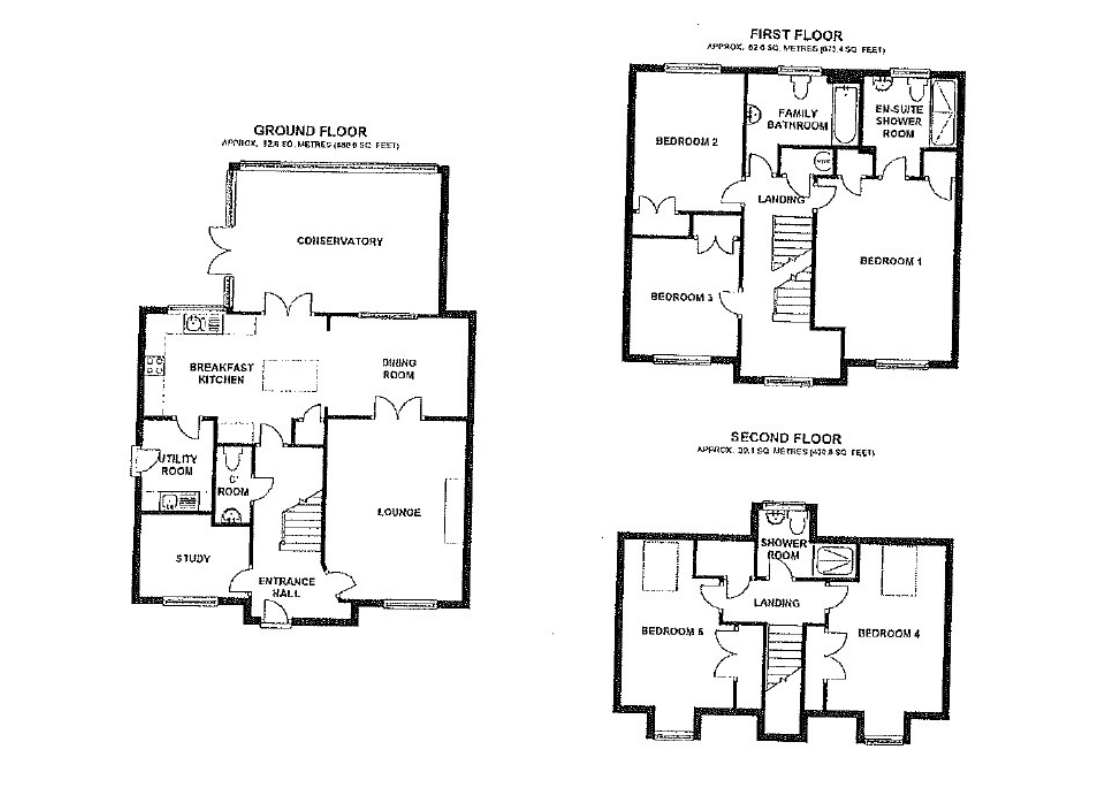 GROUND FLOOR
CONSERVATORY
BREAKFAST
KITCHEN
DINING
ROOM
UTILITY
ROOM
C'
ROOM
LOUNGE
STUDY
ENTRANCE
HALL
FIRST FLOOR
FAMILY
BATHROOM
EN-SUITE
SHOWER
ROOM
BEDROOM 2
LANDING
BEDROOM 1
BEDROOM 3
SECOND FLOOR
SHOWER
ROOM
LANDING
BEDROOM 5
BEDROOM 4